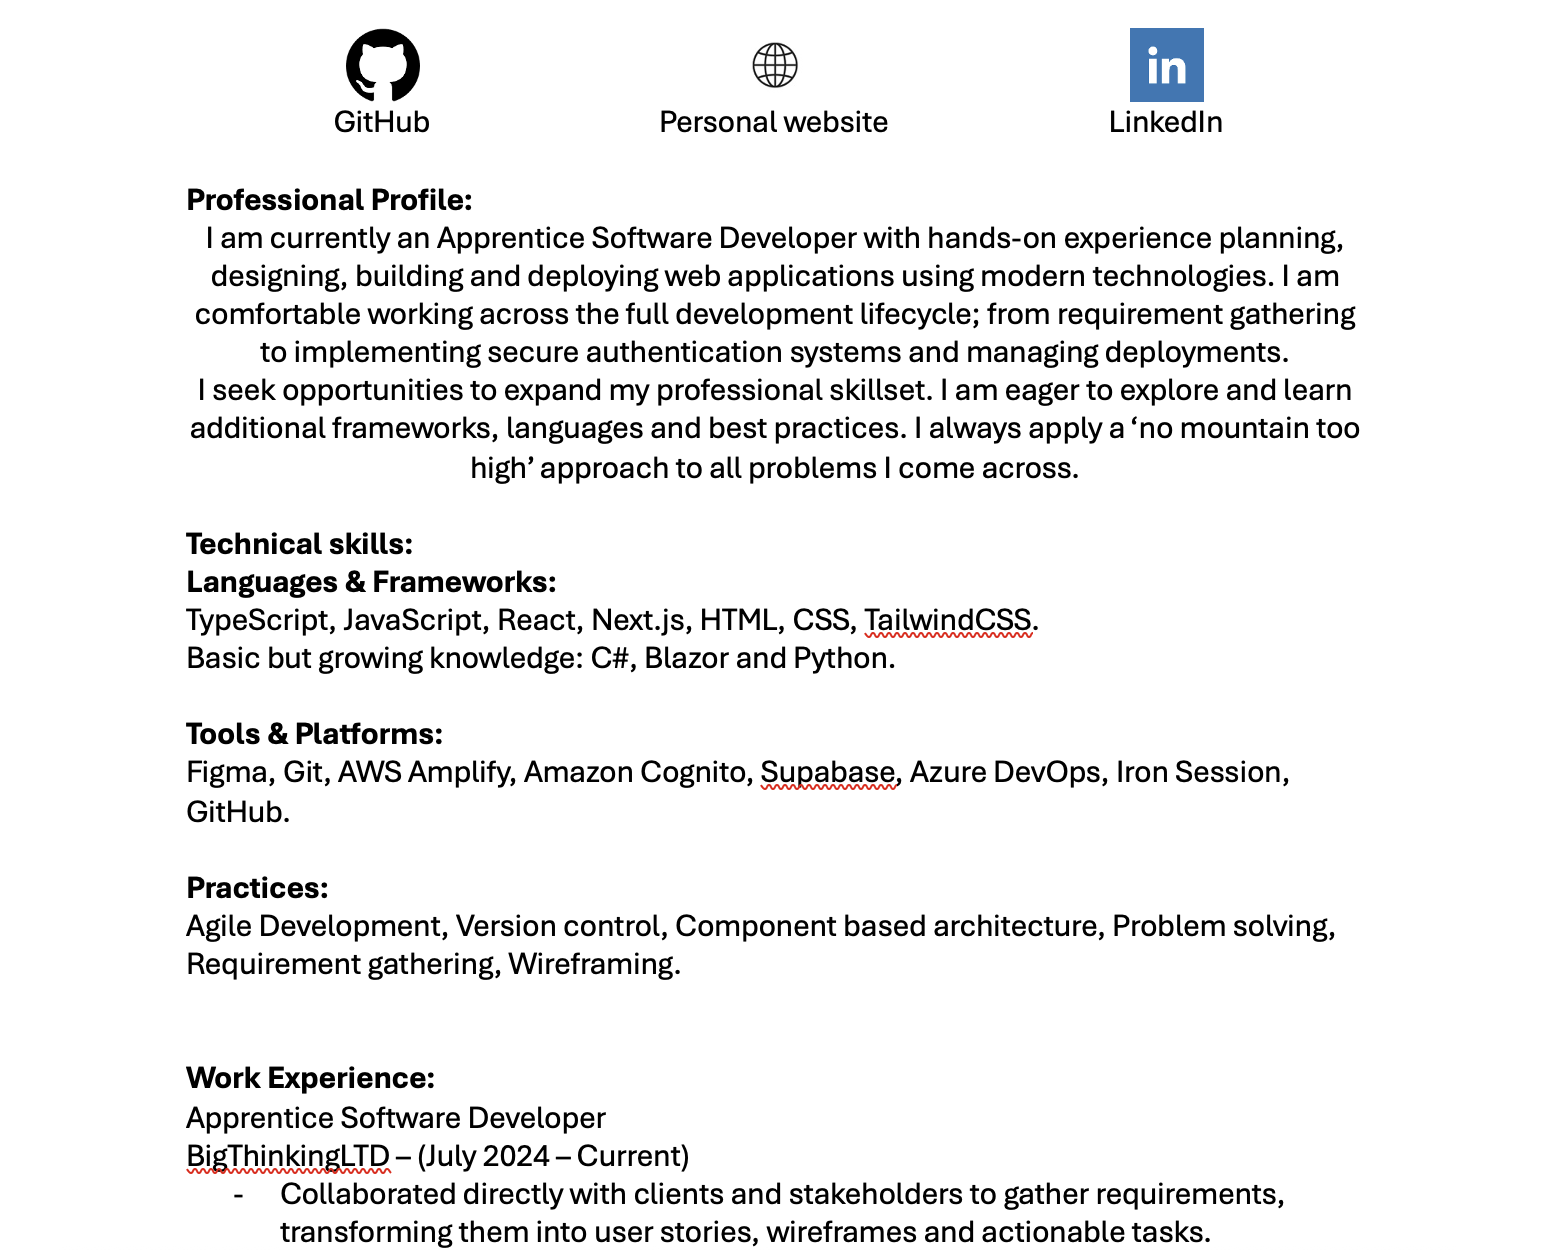 in
GitHub
Personal website
LinkedIn
Professional Profile:
I am currently an Apprentice Software Developer with hands-on experience planning,
designing, building and deploying web applications using modern technologies. I am
comfortable working across the full development lifecycle; from requirement gathering
to implementing secure authentication systems and managing deployments.
I seek opportunities to expand my professional skillset. I am eager to explore and learn
additional frameworks, languages and best practices. I always apply a ‘no mountain too
high’ approach to all problems I come across.
Technical skills:
Languages & Frameworks:
TypeScript, JavaScript, React, Next.js, HTML, CSS, TailwindCSS.
Basic but growing knowledge: C#, Blazor and Python.
Tools & Platforms:
Figma, Git, AWS Amplify, Amazon Cognito, Supabase, Azure DevOps, Iron Session,
GitHub.
Practices:
Agile Development, Version control, Component based architecture, Problem solving,
Requirement gathering, Wireframing.
Work Experience:
Apprentice Software Developer
BigThinkingLTD – (July 2024 – Current)
- Collaborated directly with clients and stakeholders to gather requirements,
transforming them into user stories, wireframes and actionable tasks.